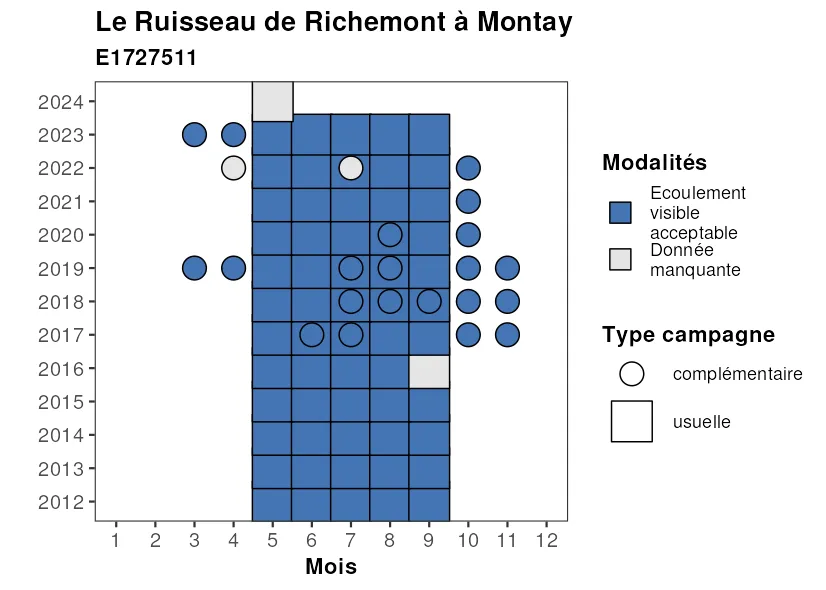 Le Ruisseau de Richemont à Montay
E1727511
2024
2023
2022
2021
2020
2019
2018
2017
2016
2015
2014
2013
2012
1 2 3 4 5 6 7 8 9 10 11 12
Mois
Modalités
Ecoulement
visible
acceptable
Donnée
manquante
Type campagne
complémentaire
usuelle